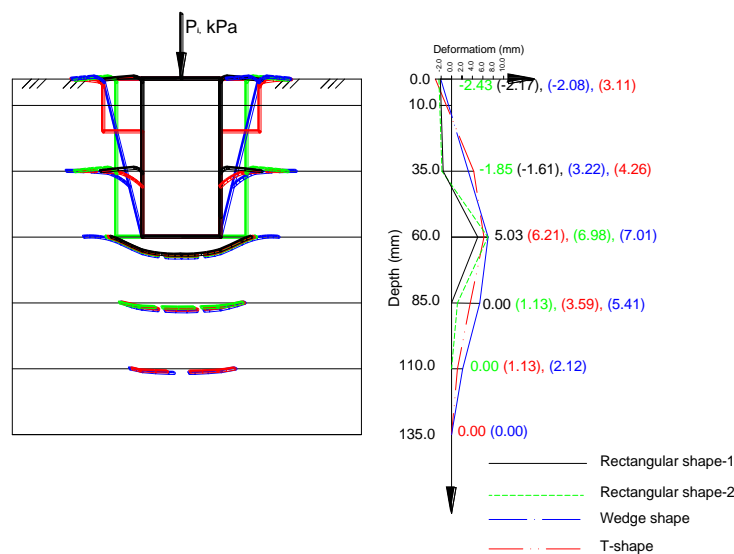 Pi, kPa
Deformatiom (mm)
-2.0 0.0 2.0 4.0 6.0 8.0 10.0
0.0
-2.43 (-2.17), (-2.08), (3.11)
10.0
35.0
-1.85 (-1.61), (3.22), (4.26)
60.0
5.03 (6.21), (6.98), (7.01)
Depth (mm)
85.0
0.00 (1.13), (3.59), (5.41)
110.0
0.00 (1.13), (2.12)
135.0
0.00 (0.00)
Rectangular shape-1
Rectangular shape-2
Wedge shape
T-shape